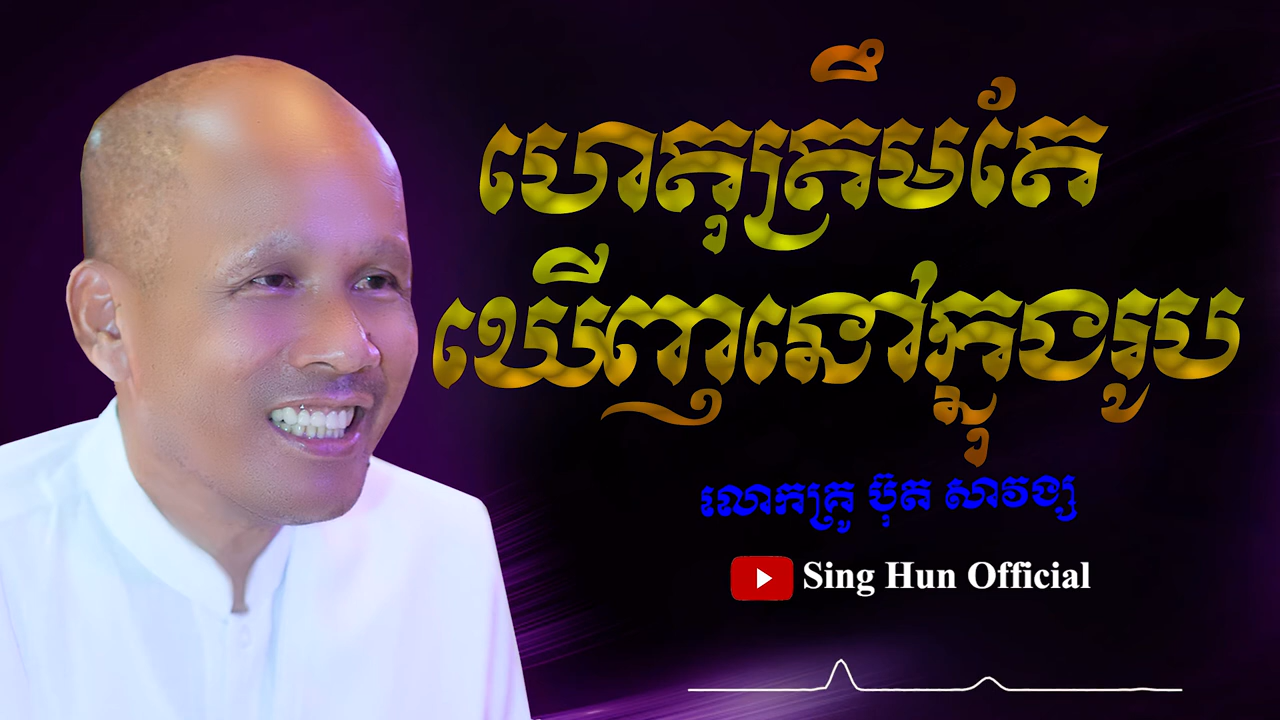 ហេតុត្រឹមតែ
ឃើញនៅក្នុងរូប
លោកគ្រូ ប៊ុត សាវង្ស
Sing Hun Official